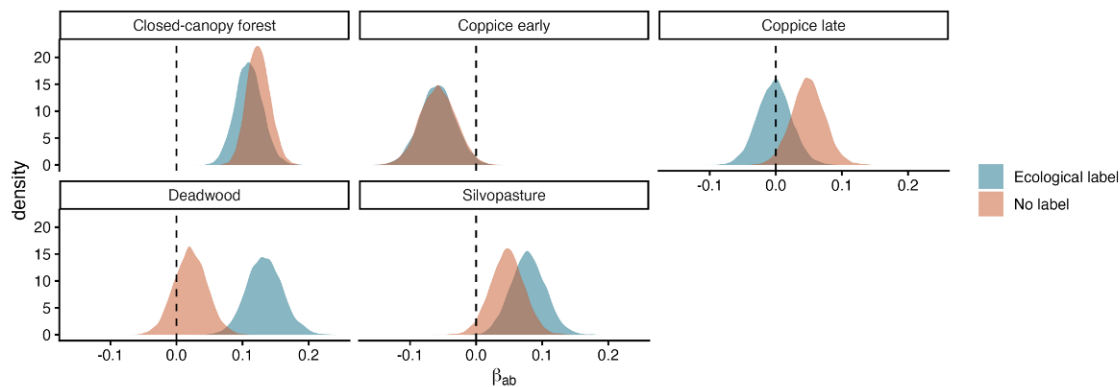 Closed-canopy forest
Coppice early
Coppice late
20
15
10
5
0
-0.1 0.0 0.1 0.2
density
Ecological label
No label
Deadwood
Silvopasture
20
15
10
5
0
-0.1 0.0 0.1 0.2
-0.1 0.0 0.1 0.2
βab